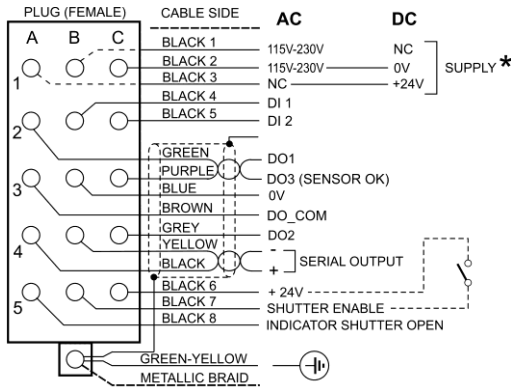 PLUG (FEMALE) CABLE SIDE AC DC
A B C
BLACK 1 115V-230V NC
BLACK 2 115V-230V 0V SUPPLY *
1 BLACK 3 NC +24V
BLACK 4 DI 1
BLACK 5 DI 2
2
GREEN DO1
PURPLE DO3 (SENSOR OK)
3 BLUE 0V
BROWN DO_COM
GREY DO2
4 YELLOW - SERIAL OUTPUT
BLACK +
BLACK 6 + 24V
5 BLACK 7 SHUTTER ENABLE
BLACK 8 INDICATOR SHUTTER OPEN
GREEN-YELLOW
METALLIC BRAID